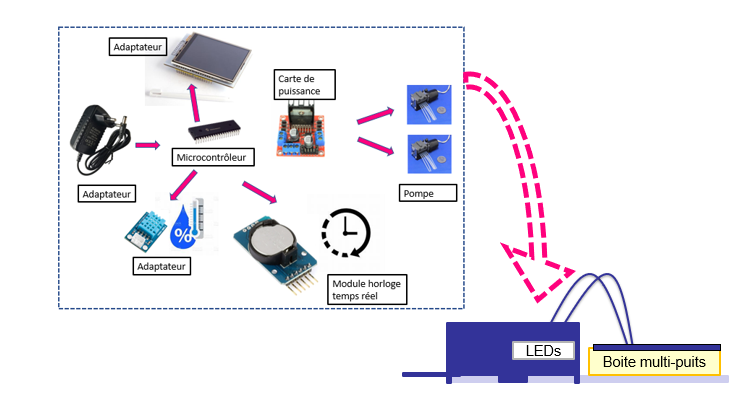 Adaptateur
Carte de
puissance
Microcontrôleur
Adaptateur
Pompe
%
Adaptateur
Module horloge
temps réel
LEDs
Boite multi-puits